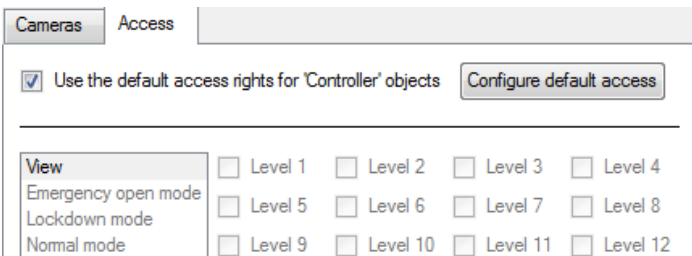 Cameras Access
Use the default access rights for 'Controller' objects Configure default access
View Level 1 Level 2 Level 3 Level 4
Emergency open mode
Lockdown mode Level 5 Level 6 Level 7 Level 8
Normal mode Level 9 Level 10 Level 11 Level 12